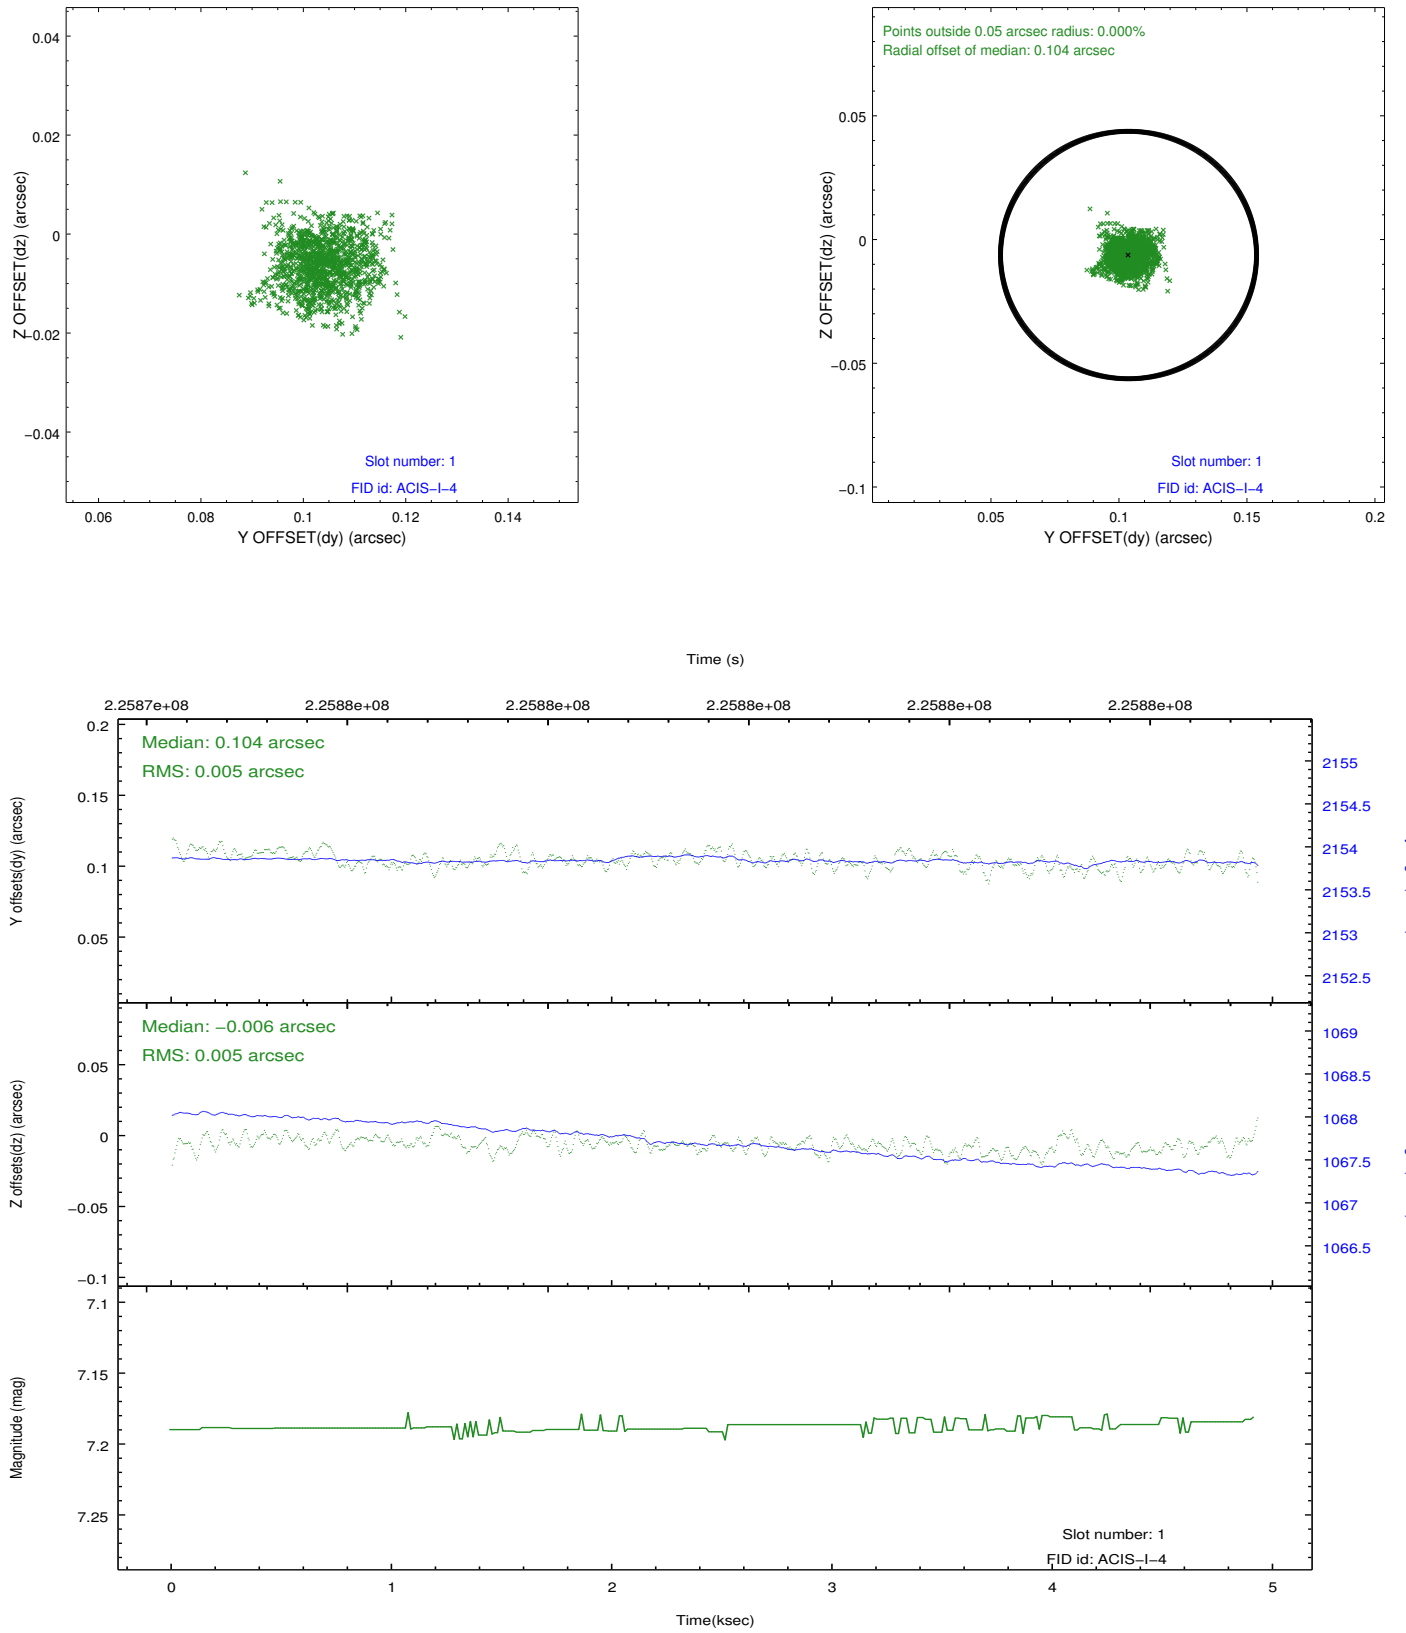 0.04
0.02
0
−0.02
−0.04
Z OFFSET(dz) (arcsec)
Slot number: 1
FID id: ACIS−I−4
0.06 0.08 0.1 0.12 0.14
Y OFFSET(dy) (arcsec)
Points outside 0.05 arcsec radius: 0.000%
Radial offset of median: 0.104 arcsec
0.05
0
−0.05
−0.1
Z OFFSET(dz) (arcsec)
Slot number: 1
FID id: ACIS−I−4
0.05 0.1 0.15 0.2
Y OFFSET(dy) (arcsec)
Time (s)
2.2587e+08 2.2588e+08 2.2588e+08 2.2588e+08 2.2588e+08 2.2588e+08
Median: 0.104 arcsec
RMS: 0.005 arcsec
0.2
0.15
0.1
0.05
Y offsets(dy) (arcsec)
2155
2154.5
2154
2153.5
2153
2152.5
Median: −0.006 arcsec
RMS: 0.005 arcsec
0.05
0
−0.05
−0.1
Z offsets(dz) (arcsec)
1069
1068.5
1068
1067.5
1067
1066.5
7.1
7.15
7.2
7.25
Magnitude (mag)
Slot number: 1
FID id: ACIS−I−4
0 1 2 3 4 5
Time(ksec)